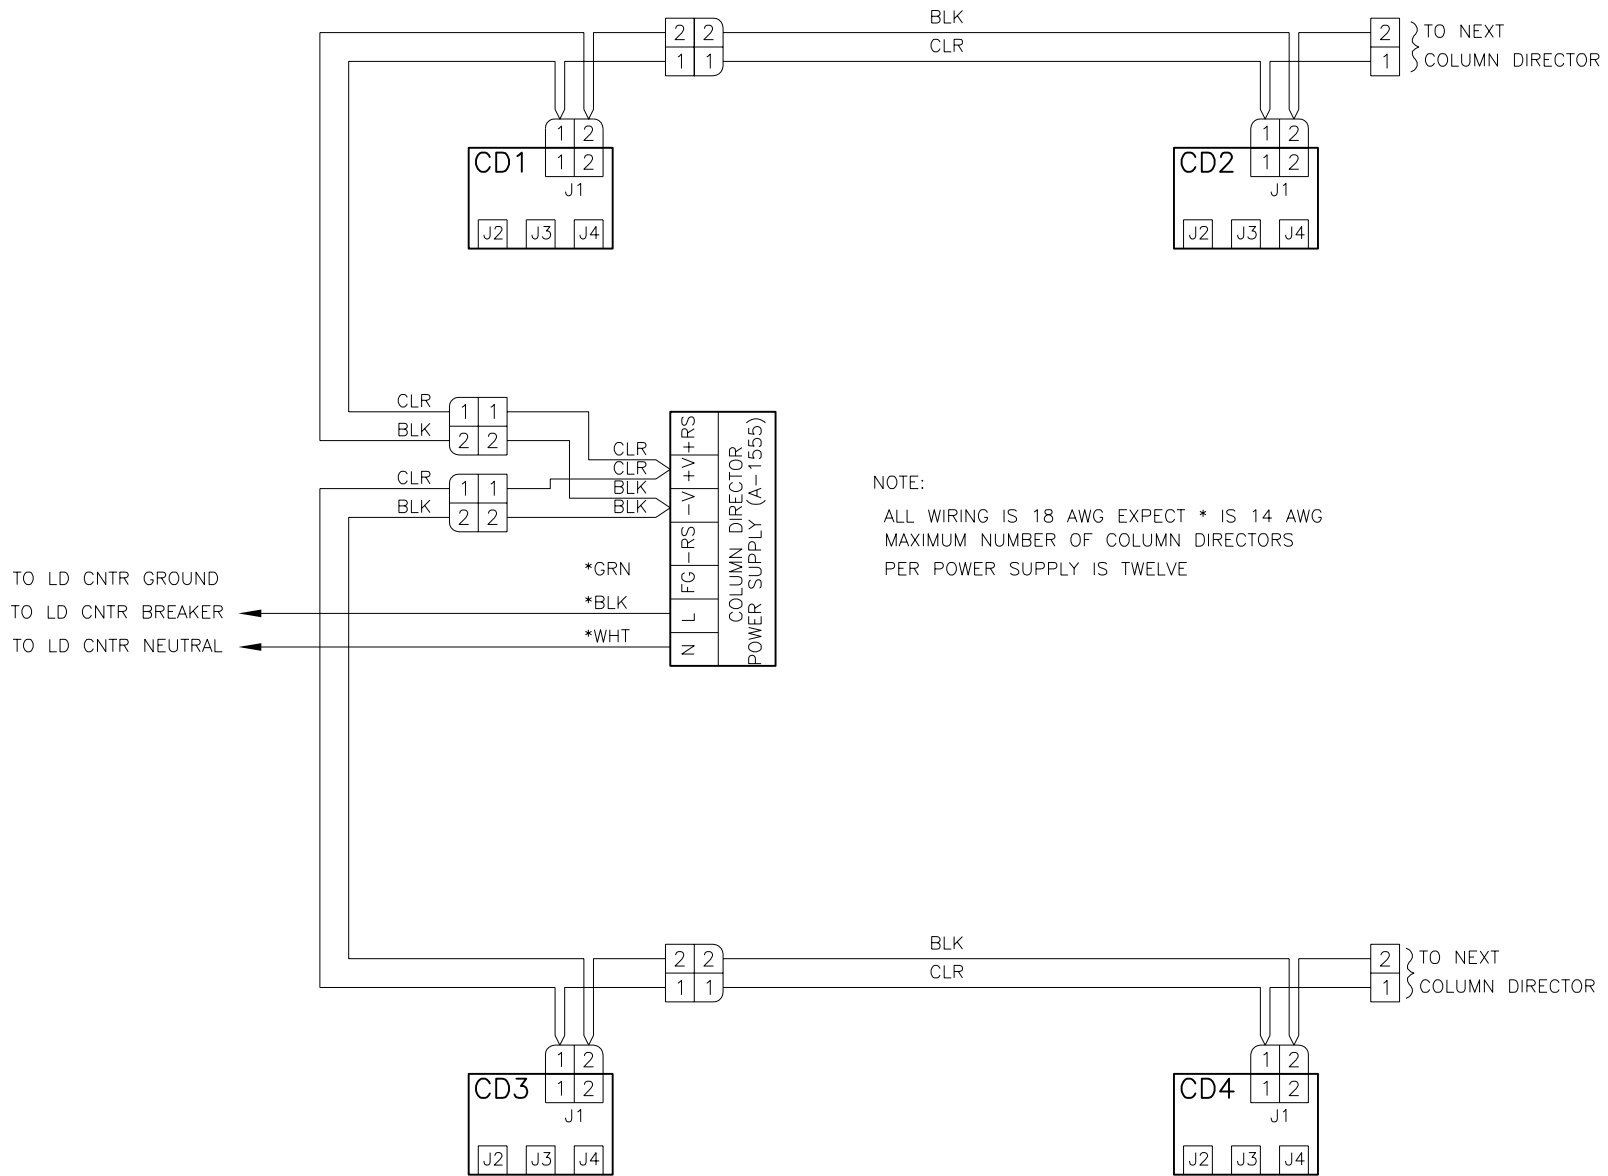 BLK
2 2
2
TO NEXT
CLR
1 1
1
COLUMN DIRECTOR
1 2
1 2
CD1
1 2
J1
J2 J3 J4
CD2
1 2
J1
J2 J3 J4
CLR
1 1
BLK
2 2
CLR
1 1
BLK
2 2
CLR
CLR
BLK
BLK
+RS
+V
-V
-RS
FG
L
N
COLUMN DIRECTOR
POWER SUPPLY (A-1555)
NOTE:
ALL WIRING IS 18 AWG EXPECT * IS 14 AWG
MAXIMUM NUMBER OF COLUMN DIRECTORS
PER POWER SUPPLY IS TWELVE
TO LD CNTR GROUND
*GRN
TO LD CNTR BREAKER
*BLK
TO LD CNTR NEUTRAL
*WHT
BLK
2 2
2
TO NEXT
CLR
1 1
1
COLUMN DIRECTOR
1 2
1 2
CD3
1 2
J1
J2 J3 J4
CD4
1 2
J1
J2 J3 J4